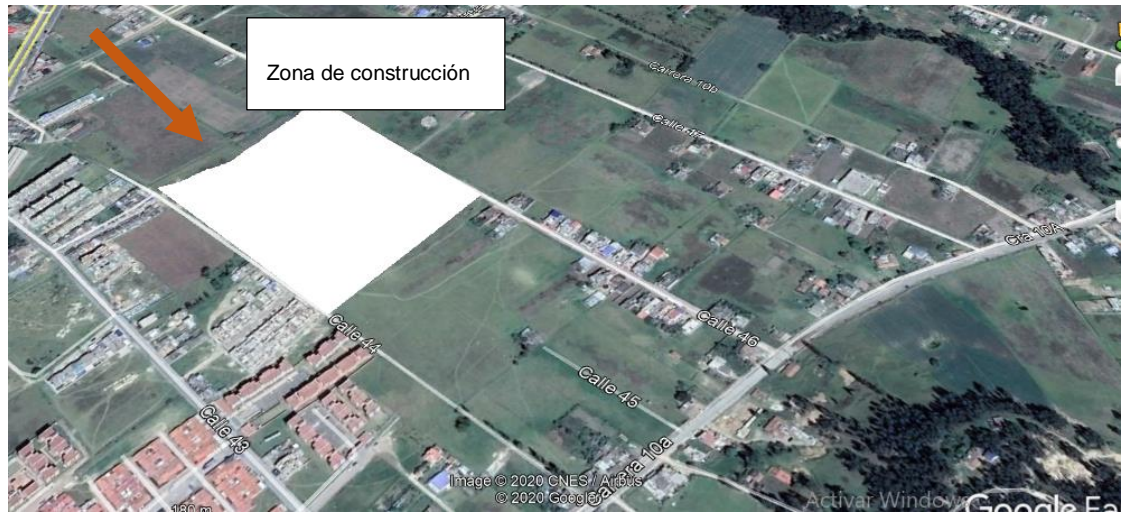 Zona de construcción
Carrera 10b
Calle 47
Cra 10A
Calle 44
Calle 46
Calle 45
Calle 43
Carrera 10a
Image © 2020 CNES / Airbus
© 2020 Google
180 m
Activar Windows
Google Ea